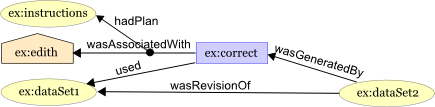 ex:instructions
hadPlan
wasAssociatedWith
ex:edith
ex:correct
used
wasGeneratedBy
wasRevisionOf
ex:dataSet1
ex:dataSet2